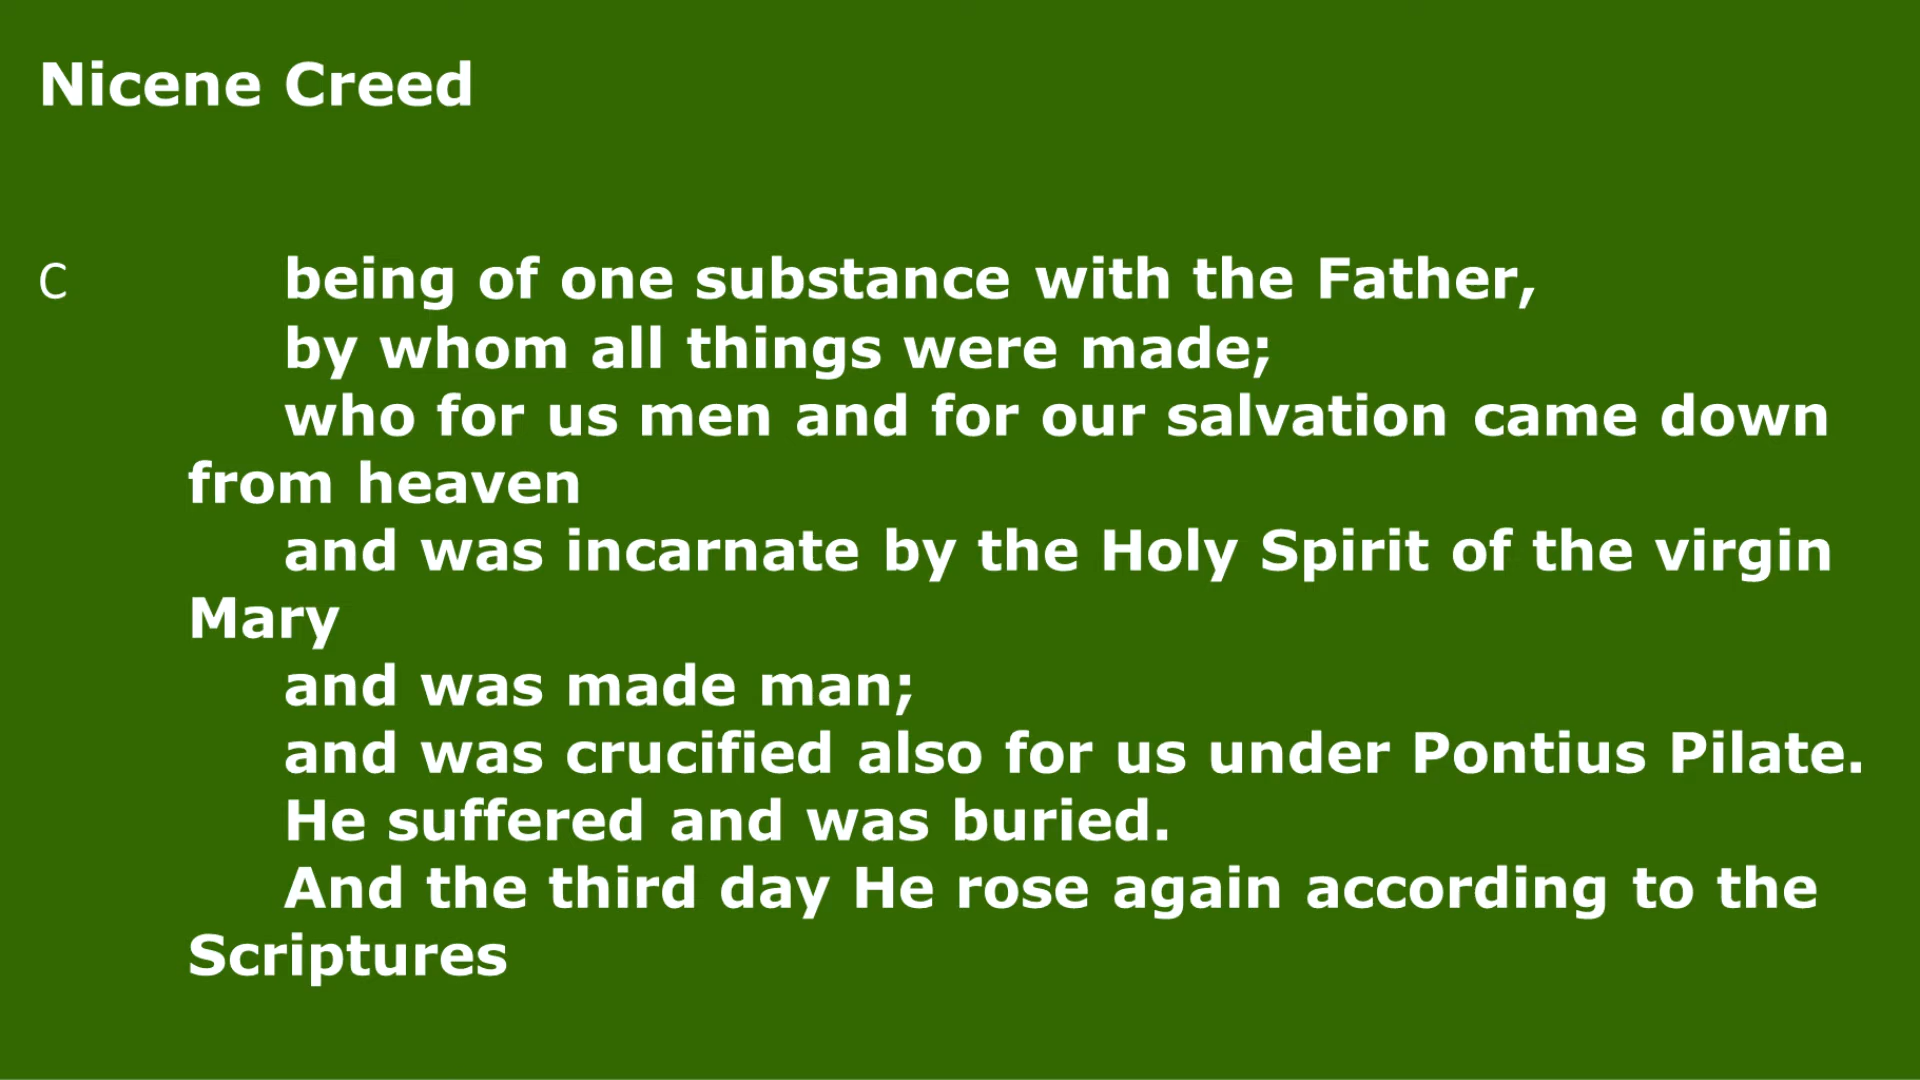 Nicene Creed
C being of one substance with the Father,
by whom all things were made;
who for us men and for our salvation came down
from heaven
and was incarnate by the Holy Spirit of the virgin
Mary
and was made man;
and was crucified also for us under Pontius Pilate.
He suffered and was buried.
And the third day He rose again according to the
Scriptures